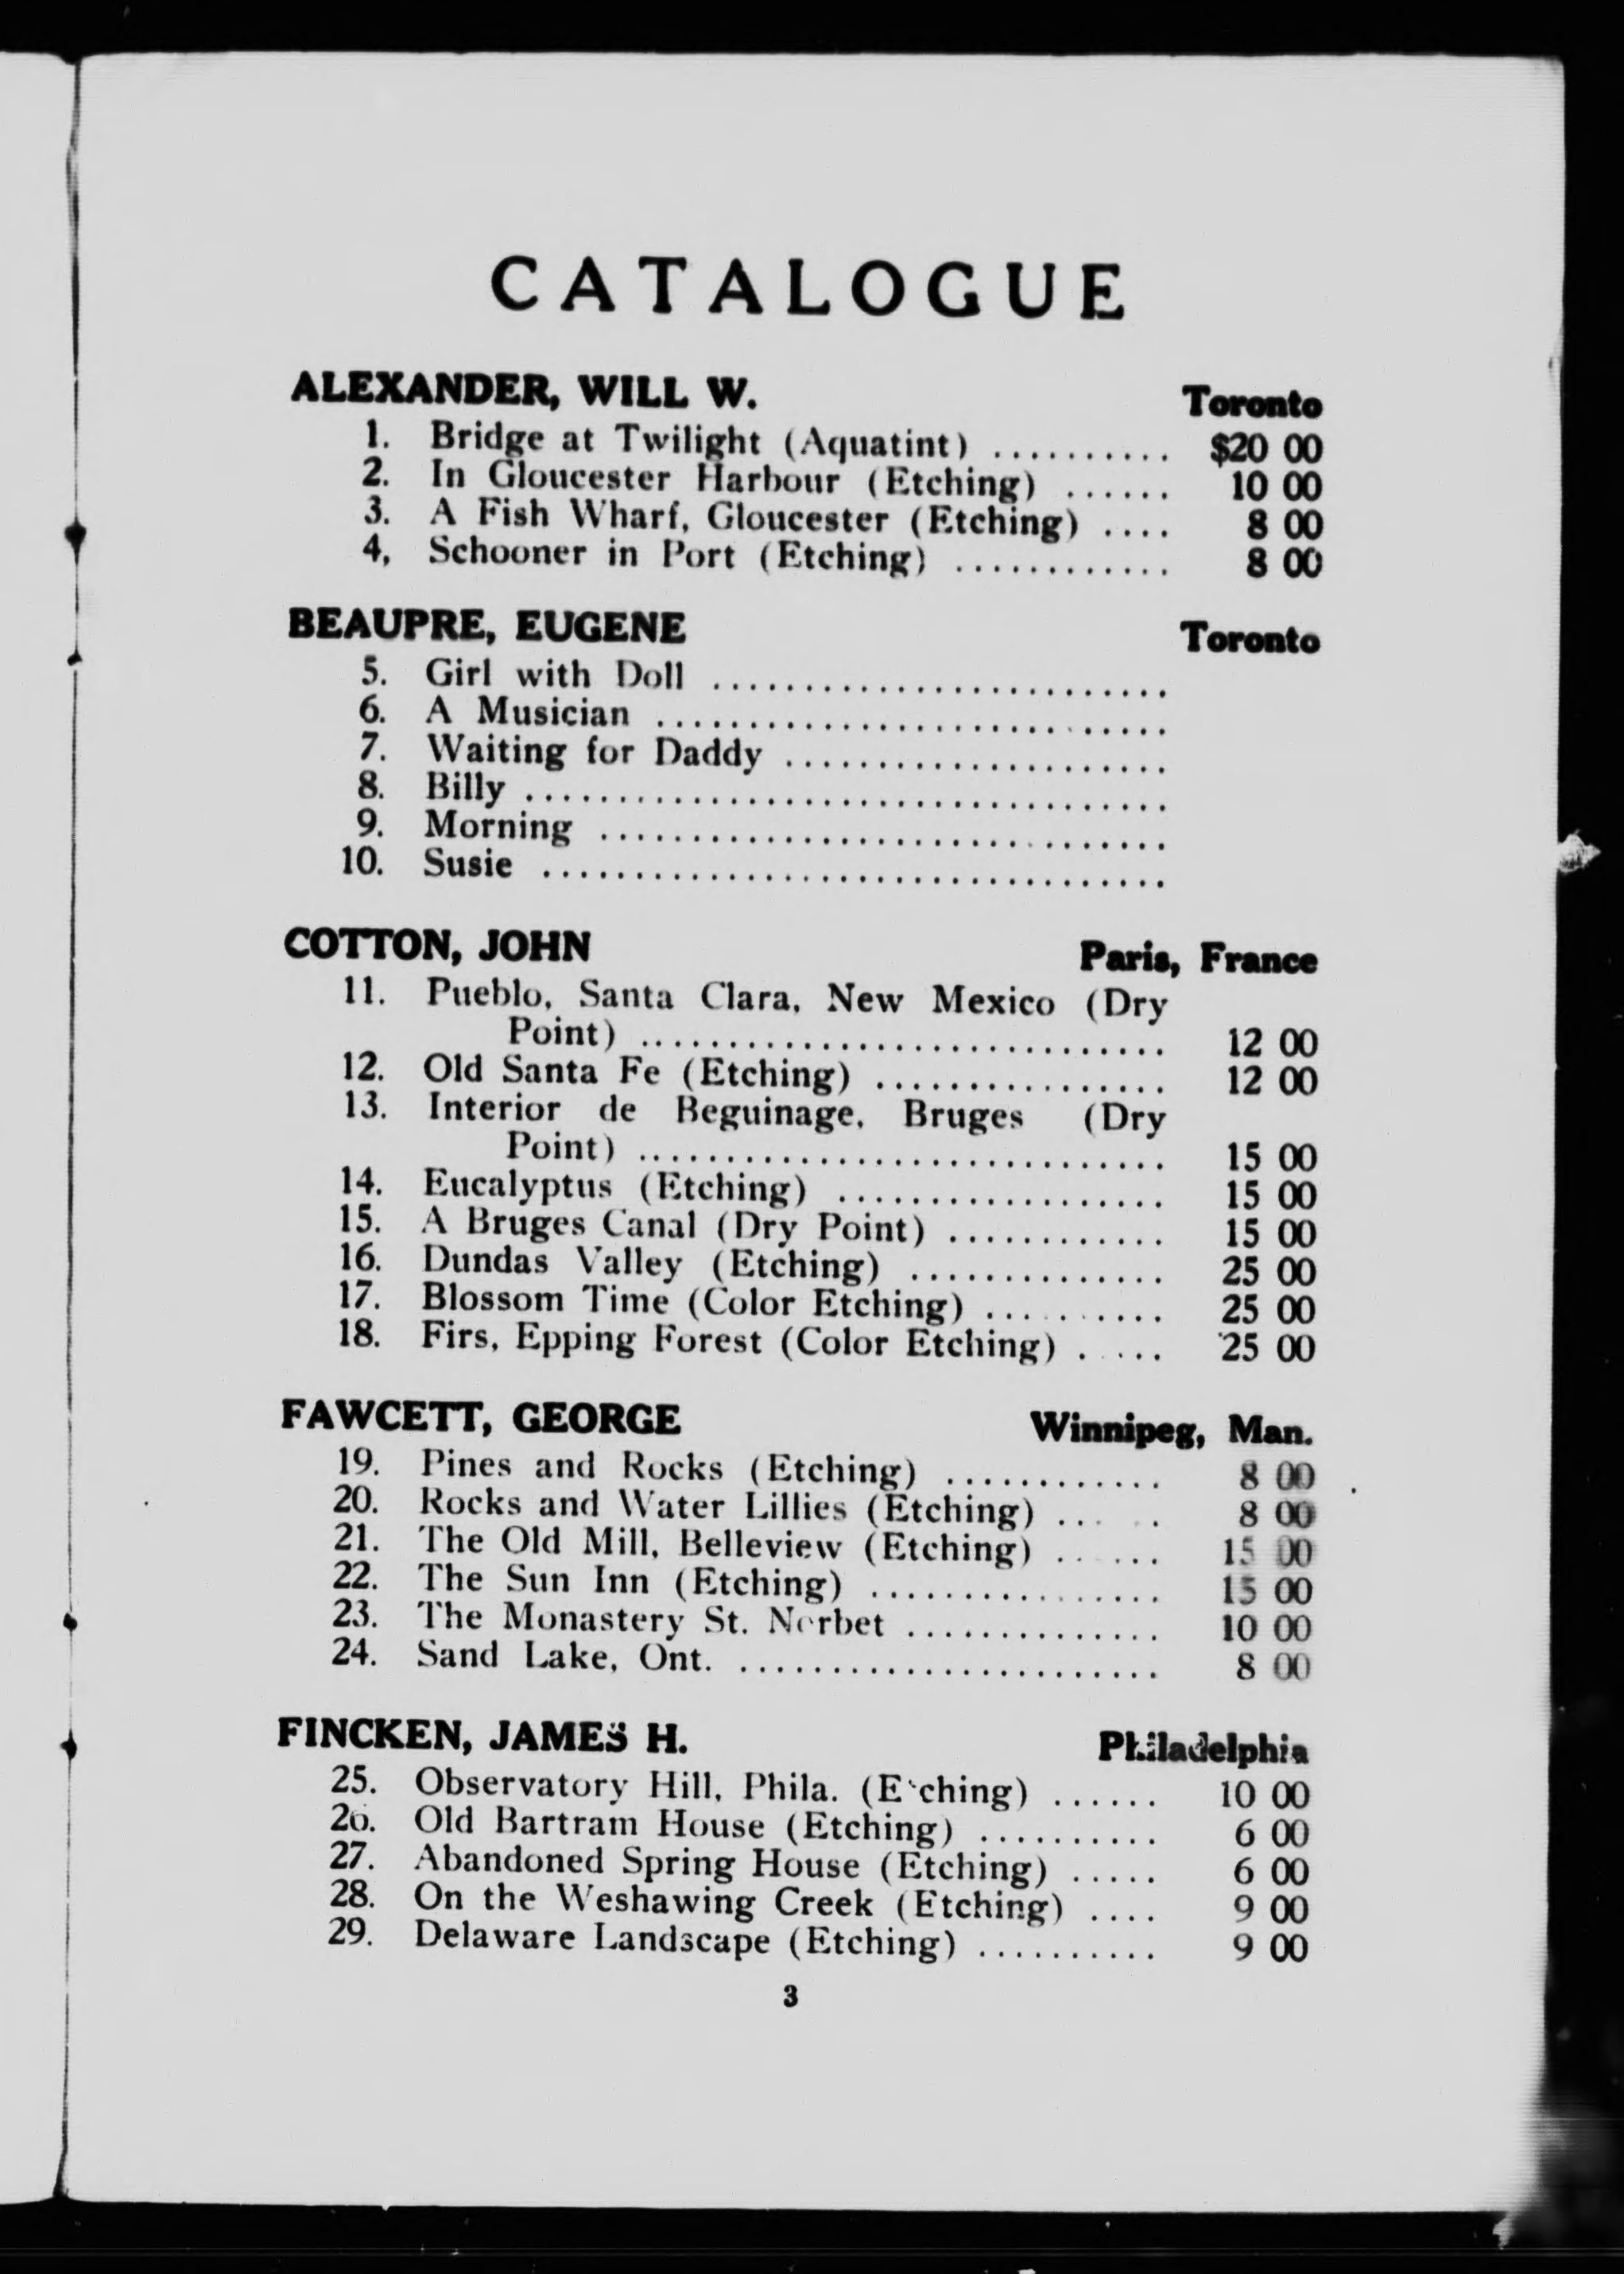 CATALOGUE
ALEXANDER, WILL W. Toronto
1. Bridge at Twilight (Aquatint) .......... $20 00
2. In Gloucester Harbour (Etching) ...... 10 00
3. A Fish Wharf, Gloucester (Etching) .... 8 00
4, Schooner in Port (Etching) ............ 8 00
BEAUPRE, EUGENE Toronto
5. Girl with Doll .........................
6. A Musician ............................
7. Waiting for Daddy .....................
8. Billy ...................................
9. Morning ...............................
10. Susie ..................................
COTTON, JOHN Paris, France
11. Pueblo, Santa Clara, New Mexico (Dry
Point) ............................. 12 00
12. Old Santa Fe (Etching) ................ 12 00
13. Interior de Beguinage, Bruges (Dry
Point) ............................. 15 00
14. Eucalyptus (Etching) .................. 15 00
15. A Bruges Canal (Dry Point) ............ 15 00
16. Dundas Valley (Etching) .............. 25 00
17. Blossom Time (Color Etching) .......... 25 00
18. Firs, Epping Forest (Color Etching) ..... 25 00
FAWCETT, GEORGE Winnipeg, Man.
19. Pines and Rocks (Etching) ............ 8 00
20. Rocks and Water Lillies (Etching) ..... 8 00
21. The Old Mill, Belleview (Etching) ...... 15 00
22. The Sun Inn (Etching) ................ 15 00
23. The Monastery St. Norbet .............. 10 00
24. Sand Lake, Ont. ....................... 8 00
FINCKEN, JAMES H. Philadelphia
25. Observatory Hill, Phila. (Etching) ...... 10 00
26. Old Bartram House (Etching) .......... 6 00
27. Abandoned Spring House (Etching) ..... 6 00
28. On the Weshawing Creek (Etching) .... 9 00
29. Delaware Landscape (Etching) .......... 9 00
3